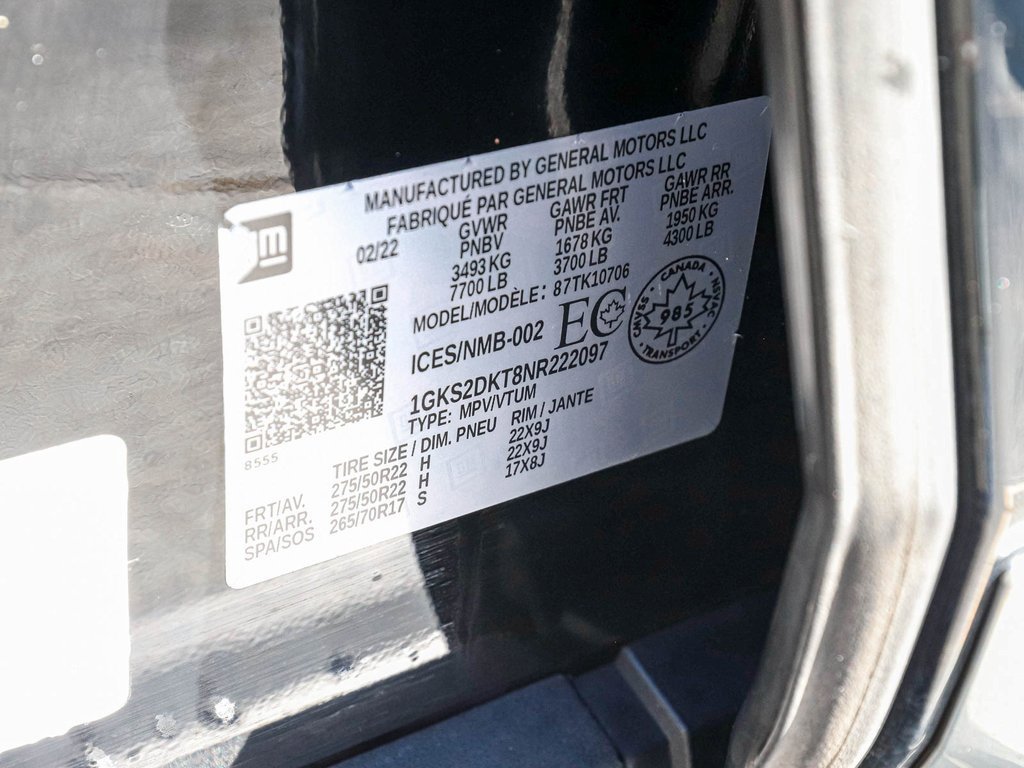 MANUFACTURED BY GENERAL MOTORS LLC
FABRIQUÉ PAR GENERAL MOTORS LLC
gm
02/22
GVWR GAWR FRT GAWR RR
PNBV PNBE AV. PNBE ARR.
3493 KG 1678 KG 1950 KG
7700 LB 3700 LB 4300 LB
MODEL/MODÈLE: 87TK10706
ICES/NMB-002 EC
CANADA
985
SVNAC
TRANSPORT
NVSAC
1GKS2DKT8NR222097
TYPE: MPV/VTUM
8555
TIRE SIZE / DIM. PNEU RIM / JANTE
FRT/AV. 275/50R22 H 22X9J
RR/ARR. 275/50R22 H 22X9J
SPA/SOS 265/70R17 S 17X8J